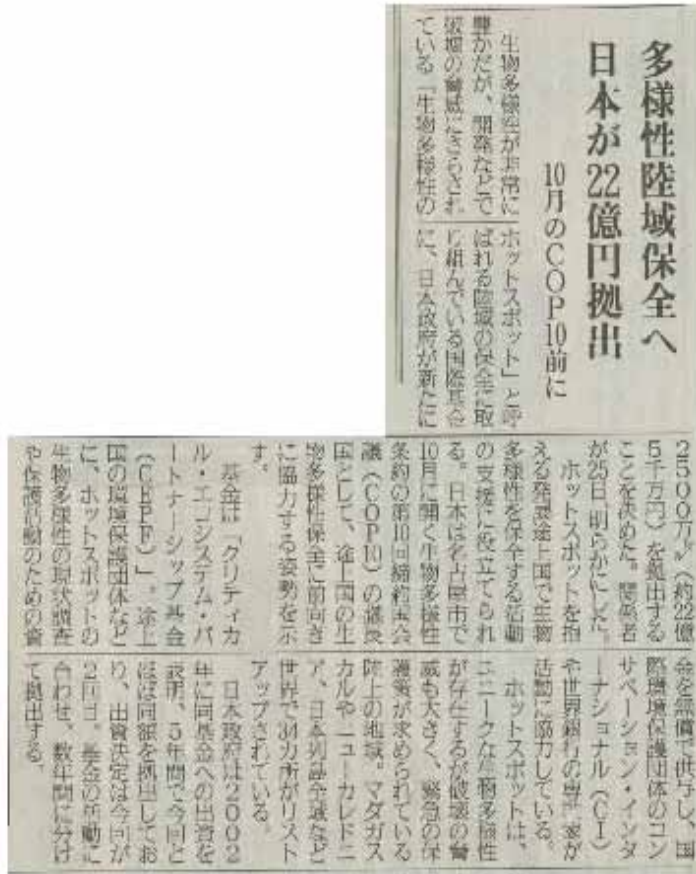 多様性陸域保全へ
日本が22億円拠出
10月のCOP10前に
生物多様性が非常に
豊かだが、開発などで
破壊の脅威にさらされ
ている「生物多様性の
ホットスポット」と呼
ばれる陸域の保全に取
り組んでいる国際基金
に、日本政府が新たに
2500万㌦（約22億
5千万円）を拠出する
ことを決めた。関係者
が25日、明らかにした。
ホットスポットを抱
える発展途上国で生物
多様性を保全する活動
の支援に役立てられ
る。日本は名古屋市で
10月に開く生物多様性
条約の第10回締約国会
議（COP10）の議長
国として、途上国の生
物多様性保全に前向き
に協力する姿勢を示
す。
基金は「クリティカ
ル・エコシステム・パ
ートナーシップ基金
（CEPF）」。途上
国の環境保護団体など
に、ホットスポットの
生物多様性の現状調査
や保護活動のための資
金を無償で供与し、国
際環境保護団体のコン
サベーション・インタ
ーナショナル（CI）
や世界銀行の専門家が
活動に協力している。
ホットスポットは、
ユニークな生物多様性
が存在するが破壊の脅
威も大きく、緊急の保
護策が求められている
陸上の地域。マダガス
カルやニューカレドニ
ア、日本列島全域など
世界で34カ所がリスト
アップされている。
日本政府は2002
年に同基金への出資を
表明、5年間で今回と
ほぼ同額を拠出してお
り、出資決定は今回が
2回目。基金の活動に
合わせ、数年間に分け
て拠出する。